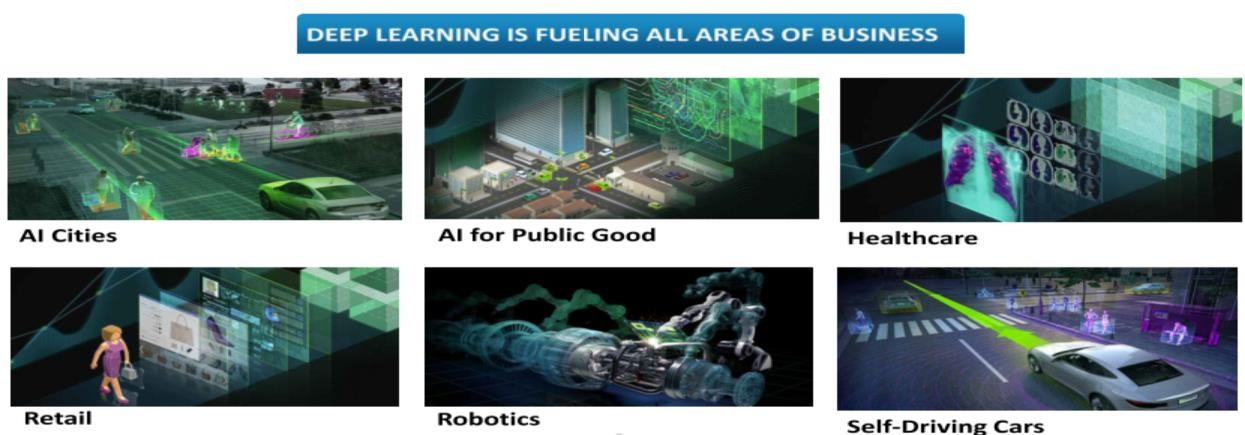 DEEP LEARNING IS FUELING ALL AREAS OF BUSINESS
AI Cities
AI for Public Good
Healthcare
Retail
Robotics
Self-Driving Cars